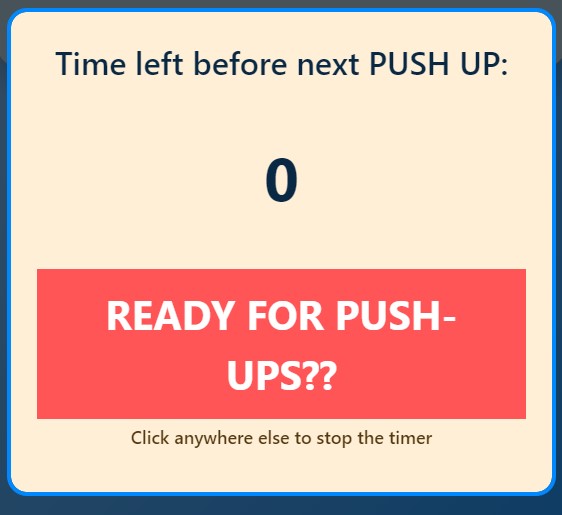 Time left before next PUSH UP:
0
READY FOR PUSH-
UPS??
Click anywhere else to stop the timer